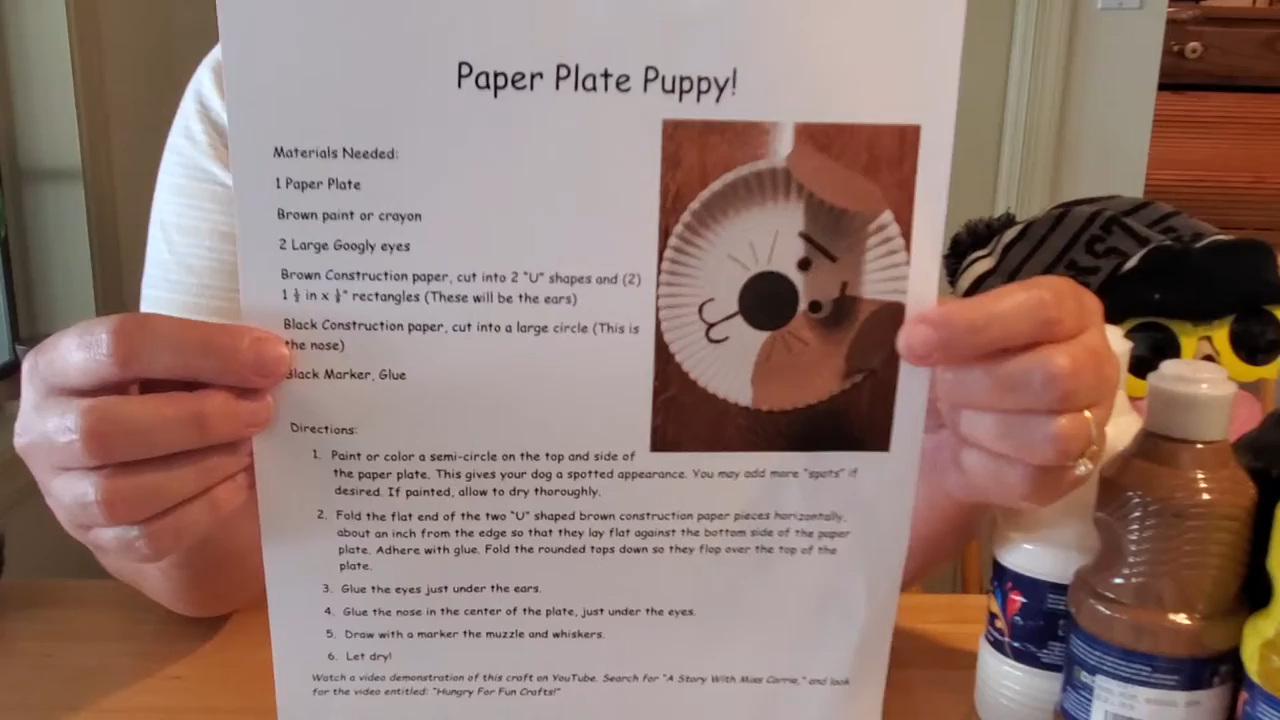 Paper Plate Puppy!
Materials Needed:
1 Paper Plate
Brown paint or crayon
2 Large Googly eyes
Brown Construction paper, cut into 2 "U" shapes and (2)
1 ½ in x ½" rectangles (These will be the ears)
Black Construction paper, cut into a large circle (This is
the nose)
Black Marker, Glue
Directions:
1. Paint or color a semi-circle on the top and side of
the paper plate. This gives your dog a spotted appearance. You may add more "spots" if
desired. If painted, allow to dry thoroughly.
2. Fold the flat end of the two "U" shaped brown construction paper pieces horizontally,
about an inch from the edge so that they lay flat against the bottom side of the paper
plate. Adhere with glue. Fold the rounded tops down so they flop over the top of the
plate.
3. Glue the eyes just under the ears.
4. Glue the nose in the center of the plate, just under the eyes.
5. Draw with a marker the muzzle and whiskers.
6. Let dry!
Watch a video demonstration of this craft on YouTube. Search for "A Story With Miss Carrie," and look
for the video entitled: "Hungry For Fun Crafts!"